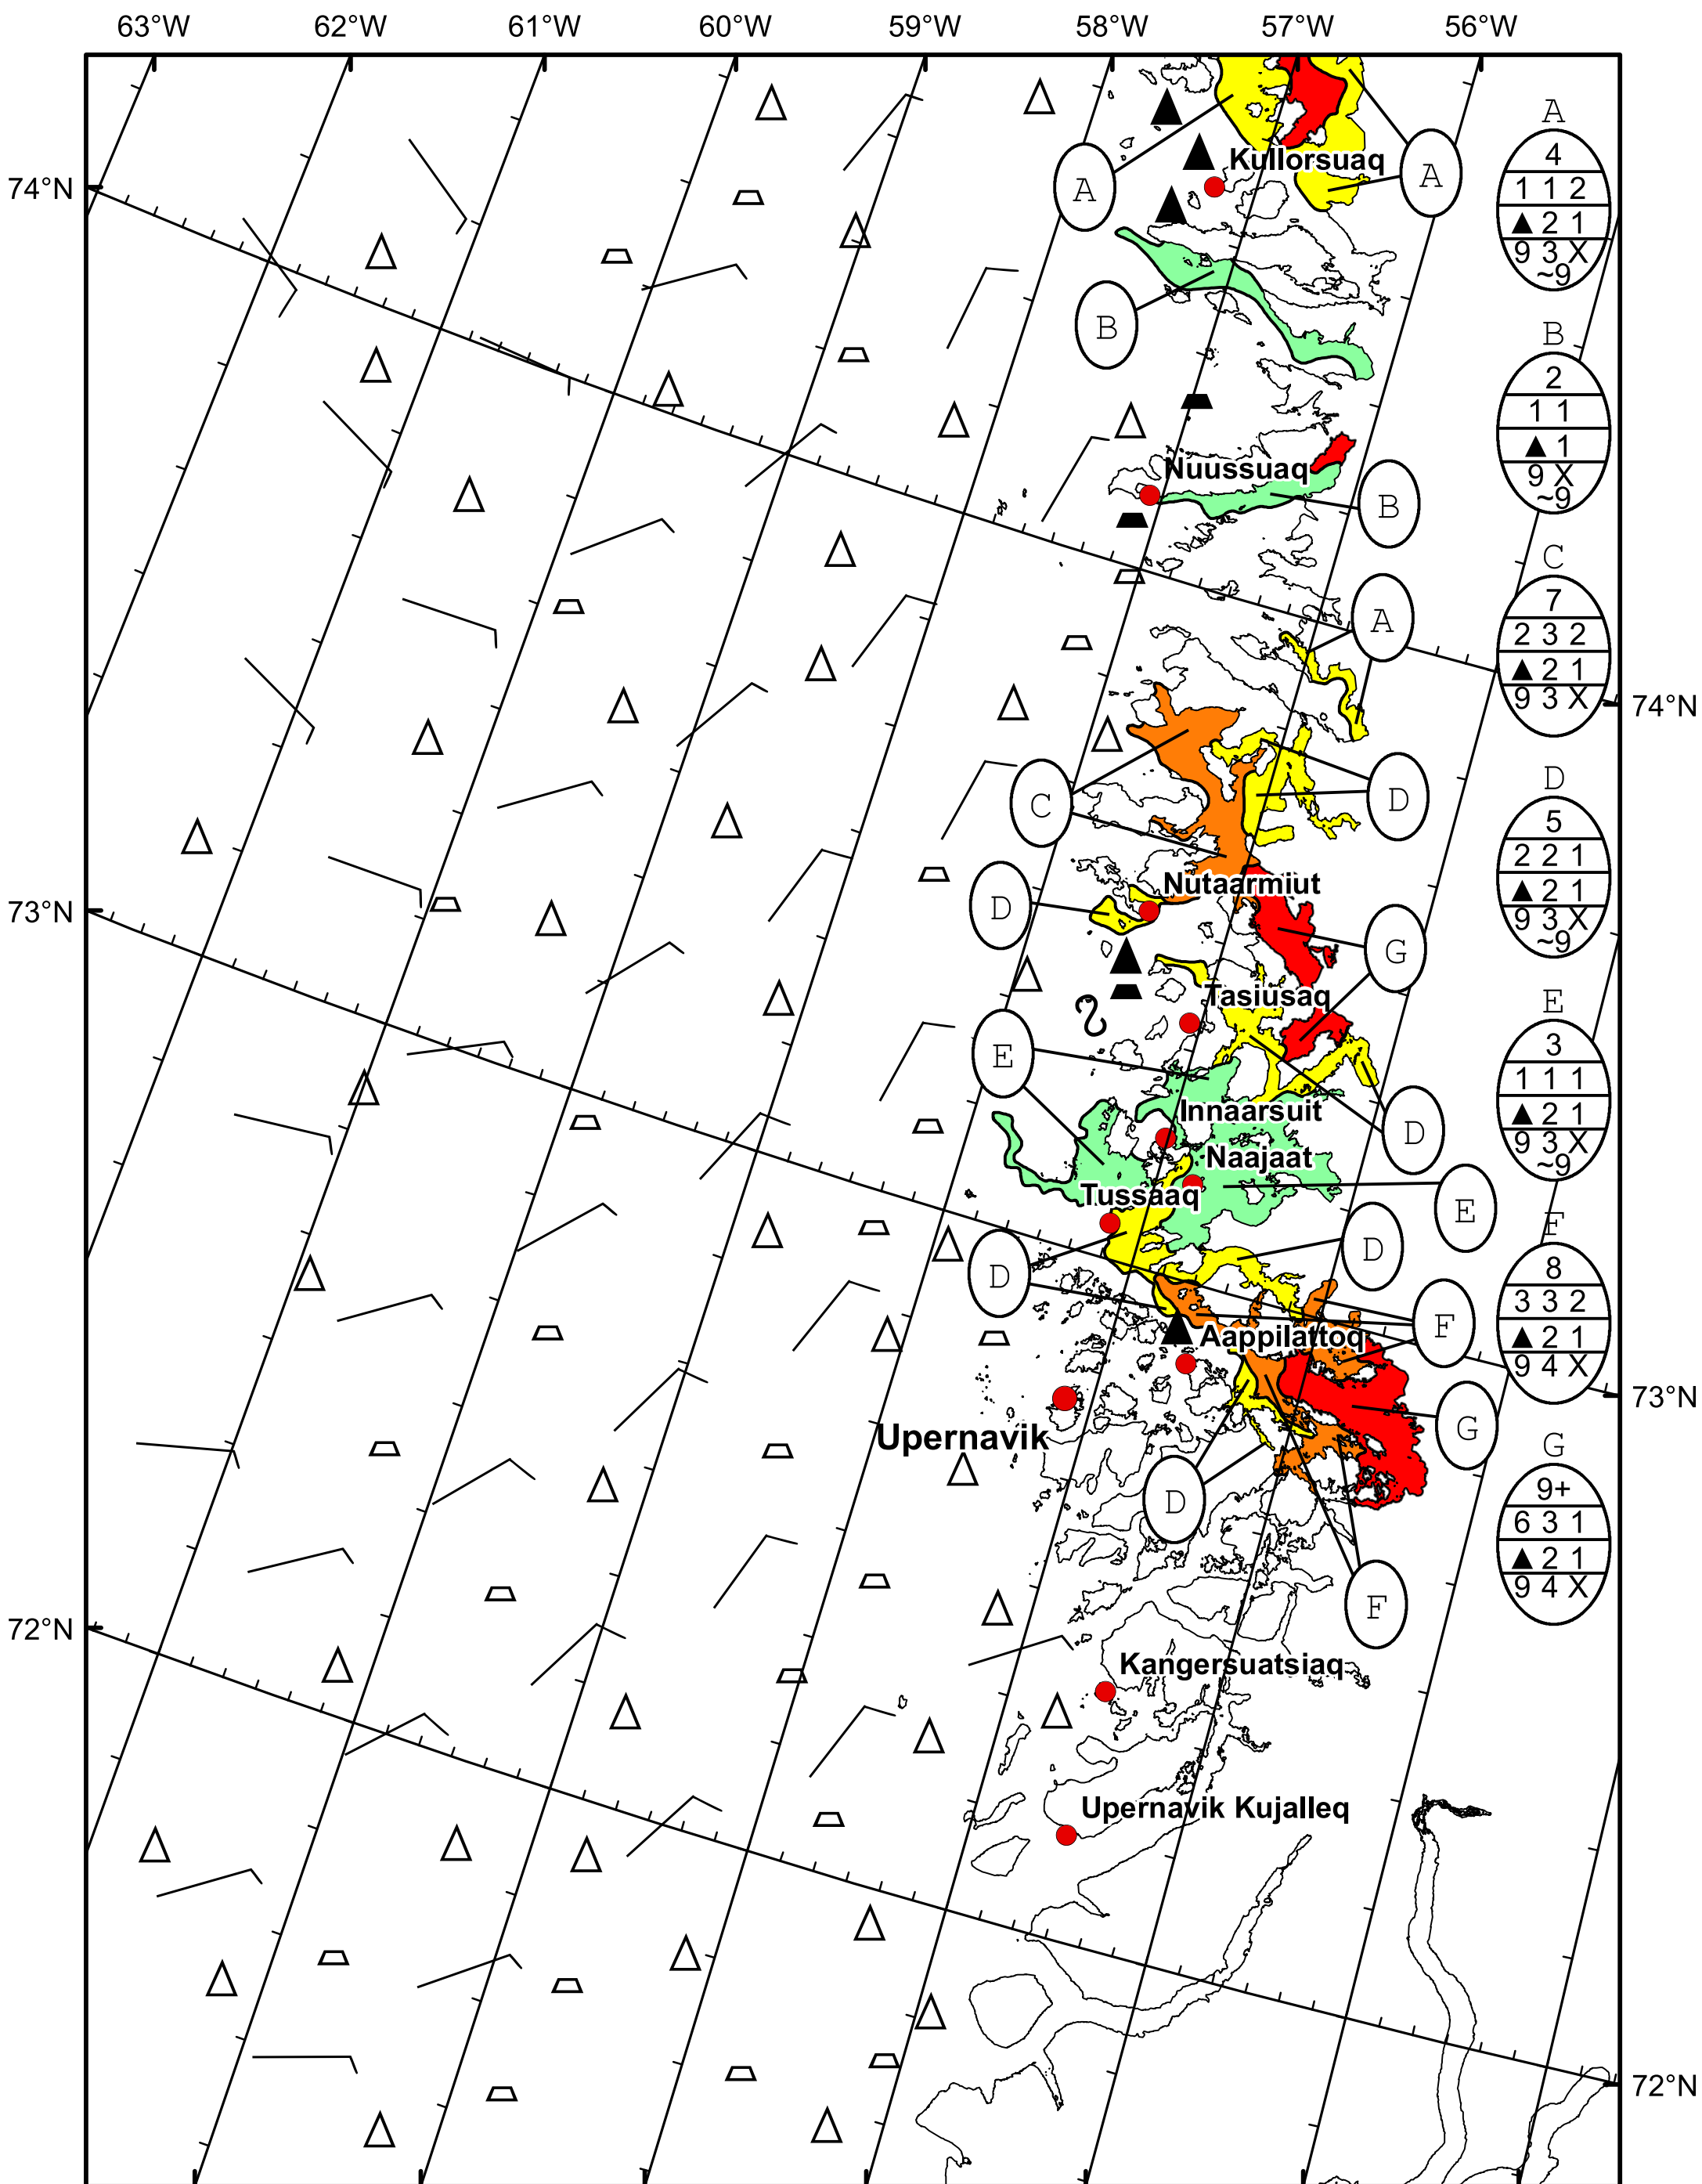 63°W 62°W 61°W 60°W 59°W 58°W 57°W 56°W
A
4
1 1 2
▲ 2 1
9 3 X
~9
Kullorsuaq
A
A
74°N
B
B
2
1 1
▲ 1
9 X
~9
Nuussuaq
B
C
7
2 3 2
▲ 2 1
9 3 X
A
74°N
D
5
2 2 1
▲ 2 1
9 3 X
~9
C
D
Nutaarmiut
D
73°N
G
Tasiusaq
E
3
1 1 1
▲ 2 1
9 3 X
~9
E
Innaarsuit
D
Naajaat
Tussaaq
E
F
8
3 3 2
▲ 2 1
9 4 X
D
D
F
Aappilattoq
73°N
Upernavik
G
G
9+
6 3 1
▲ 2 1
9 4 X
D
F
72°N
Kangersuatsiaq
Upernavik Kujalleq
72°N